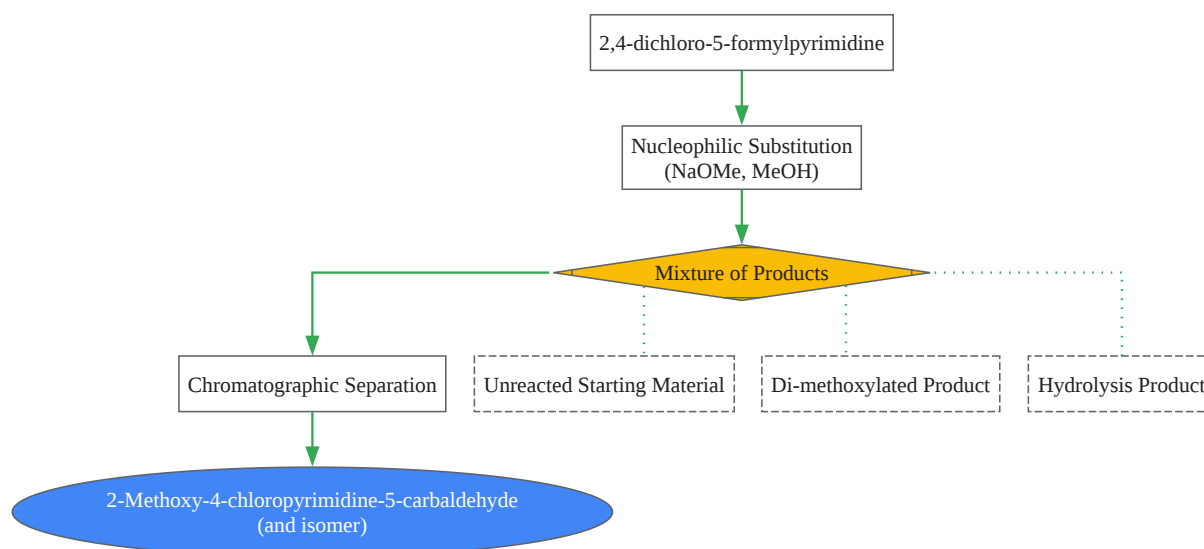 2,4-dichloro-5-formylpyrimidine
Nucleophilic Substitution
(NaOMe, MeOH)
Mixture of Products
Chromatographic Separation
Unreacted Starting Material
Di-methoxylated Product
Hydrolysis Product
2-Methoxy-4-chloropyrimidine-5-carbaldehyde
(and isomer)